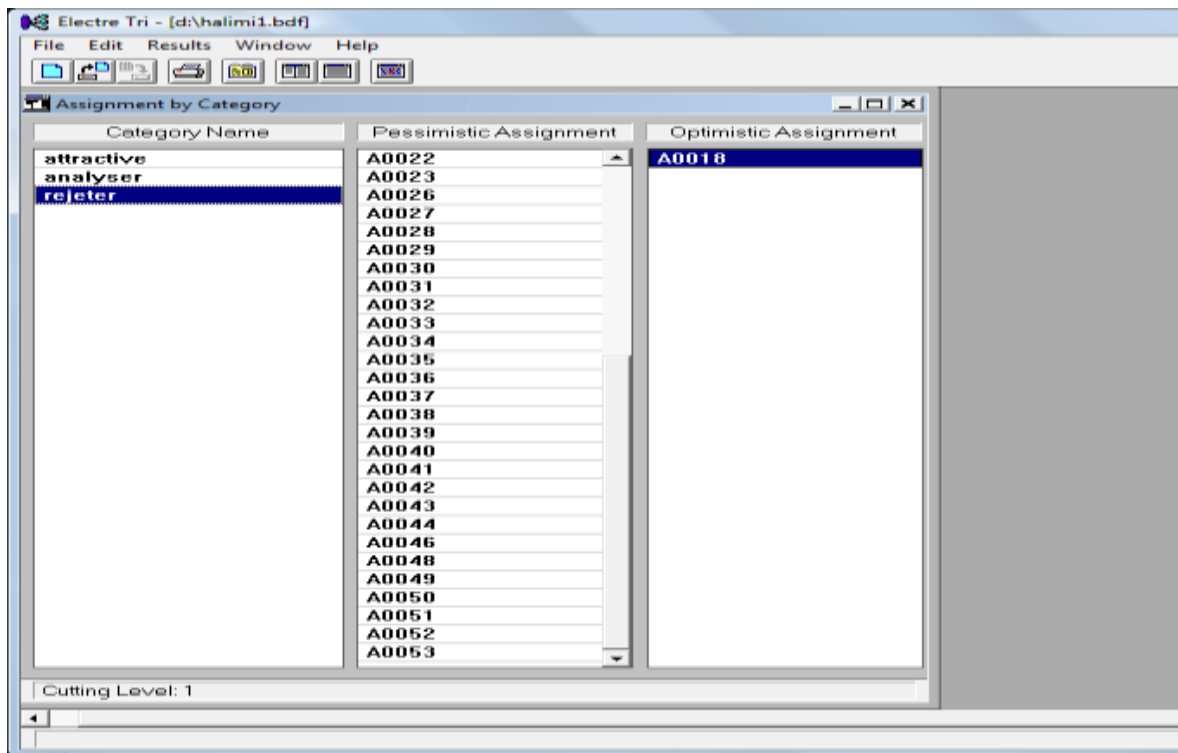 Electre Tri - [d:\halimi1.bdf]
File Edit Results Window Help
Assignment by Category
Category Name Pessimistic Assignment Optimistic Assignment
attractive A0022 A0018
analyser A0023
rejeter A0026
A0027
A0028
A0029
A0030
A0031
A0032
A0033
A0034
A0035
A0036
A0037
A0038
A0039
A0040
A0041
A0042
A0043
A0044
A0046
A0048
A0049
A0050
A0051
A0052
A0053
Cutting Level: 1